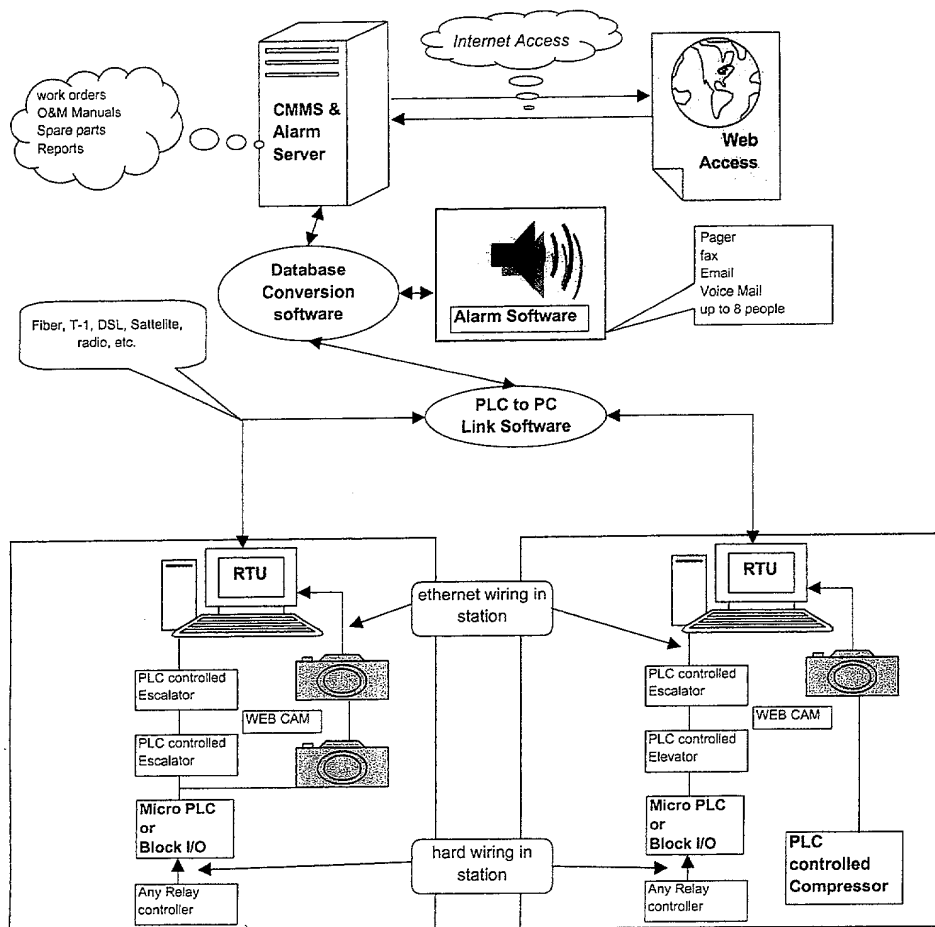 Internet Access
work orders
O&M Manuals
Spare parts
Reports
CMMS &
Alarm
Server
Web
Access
Database
Conversion
software
Alarm Software
Pager
fax
Email
Voice Mail
up to 8 people
Fiber, T-1, DSL, Sattelite,
radio, etc.
PLC to PC
Link Software
RTU
RTU
ethernet wiring in
station
PLC controlled
Escalator
WEB CAM
PLC controlled
Escalator
Micro PLC
or
Block I/O
Any Relay
controller
hard wiring in
station
PLC controlled
Escalator
WEB CAM
PLC controlled
Elevator
Micro PLC
or
Block I/O
Any Relay
controller
PLC
controlled
Compressor